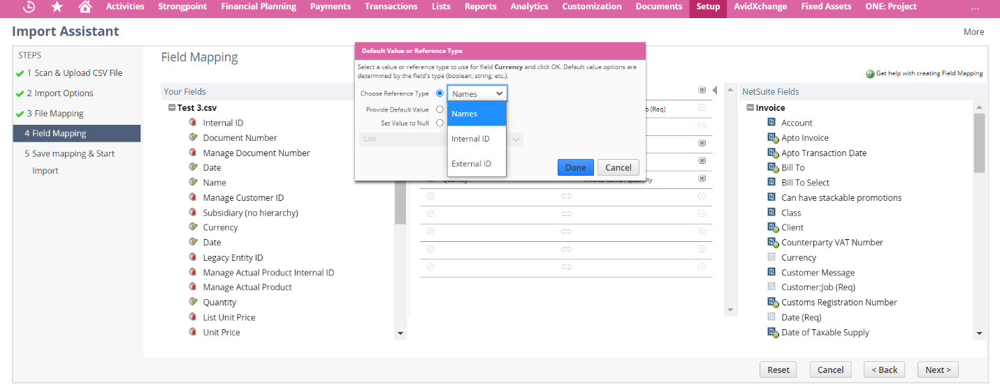 Activities Strongpoint Financial Planning Payments Transactions Lists Reports Analytics Customization Documents Setup AvidXchange Fixed Assets ONE: Project ...
Import Assistant
More
STEPS
1 Scan & Upload CSV File
2 Import Options
3 File Mapping
4 Field Mapping
5 Save mapping & Start
Import
Field Mapping
Get help with creating Field Mapping
Default Value or Reference Type
Select a value or reference type to use for field Currency and click OK. Default value options are
determined by the field's type (boolean, string, etc.).
Choose Reference Type
Names
Provide Default Value
Names
Set Value to Null
Internal ID
CAN
External ID
Done
Cancel
b (Req)
Quantity
Your Fields
Test 3.csv
Internal ID
Document Number
Manage Document Number
Date
Name
Manage Customer ID
Subsidiary (no hierarchy)
Currency
Date
Legacy Entity ID
Manage Actual Product Internal ID
Manage Actual Product
Quantity
List Unit Price
Unit Price
NetSuite Fields
Invoice
Account
Apto Invoice
Apto Transaction Date
Bill To
Bill To Select
Can have stackable promotions
Class
Client
Counterparty VAT Number
Currency
Customer Message
Customer:Job (Req)
Customs Registration Number
Date (Req)
Date of Taxable Supply
Reset
Cancel
< Back
Next >